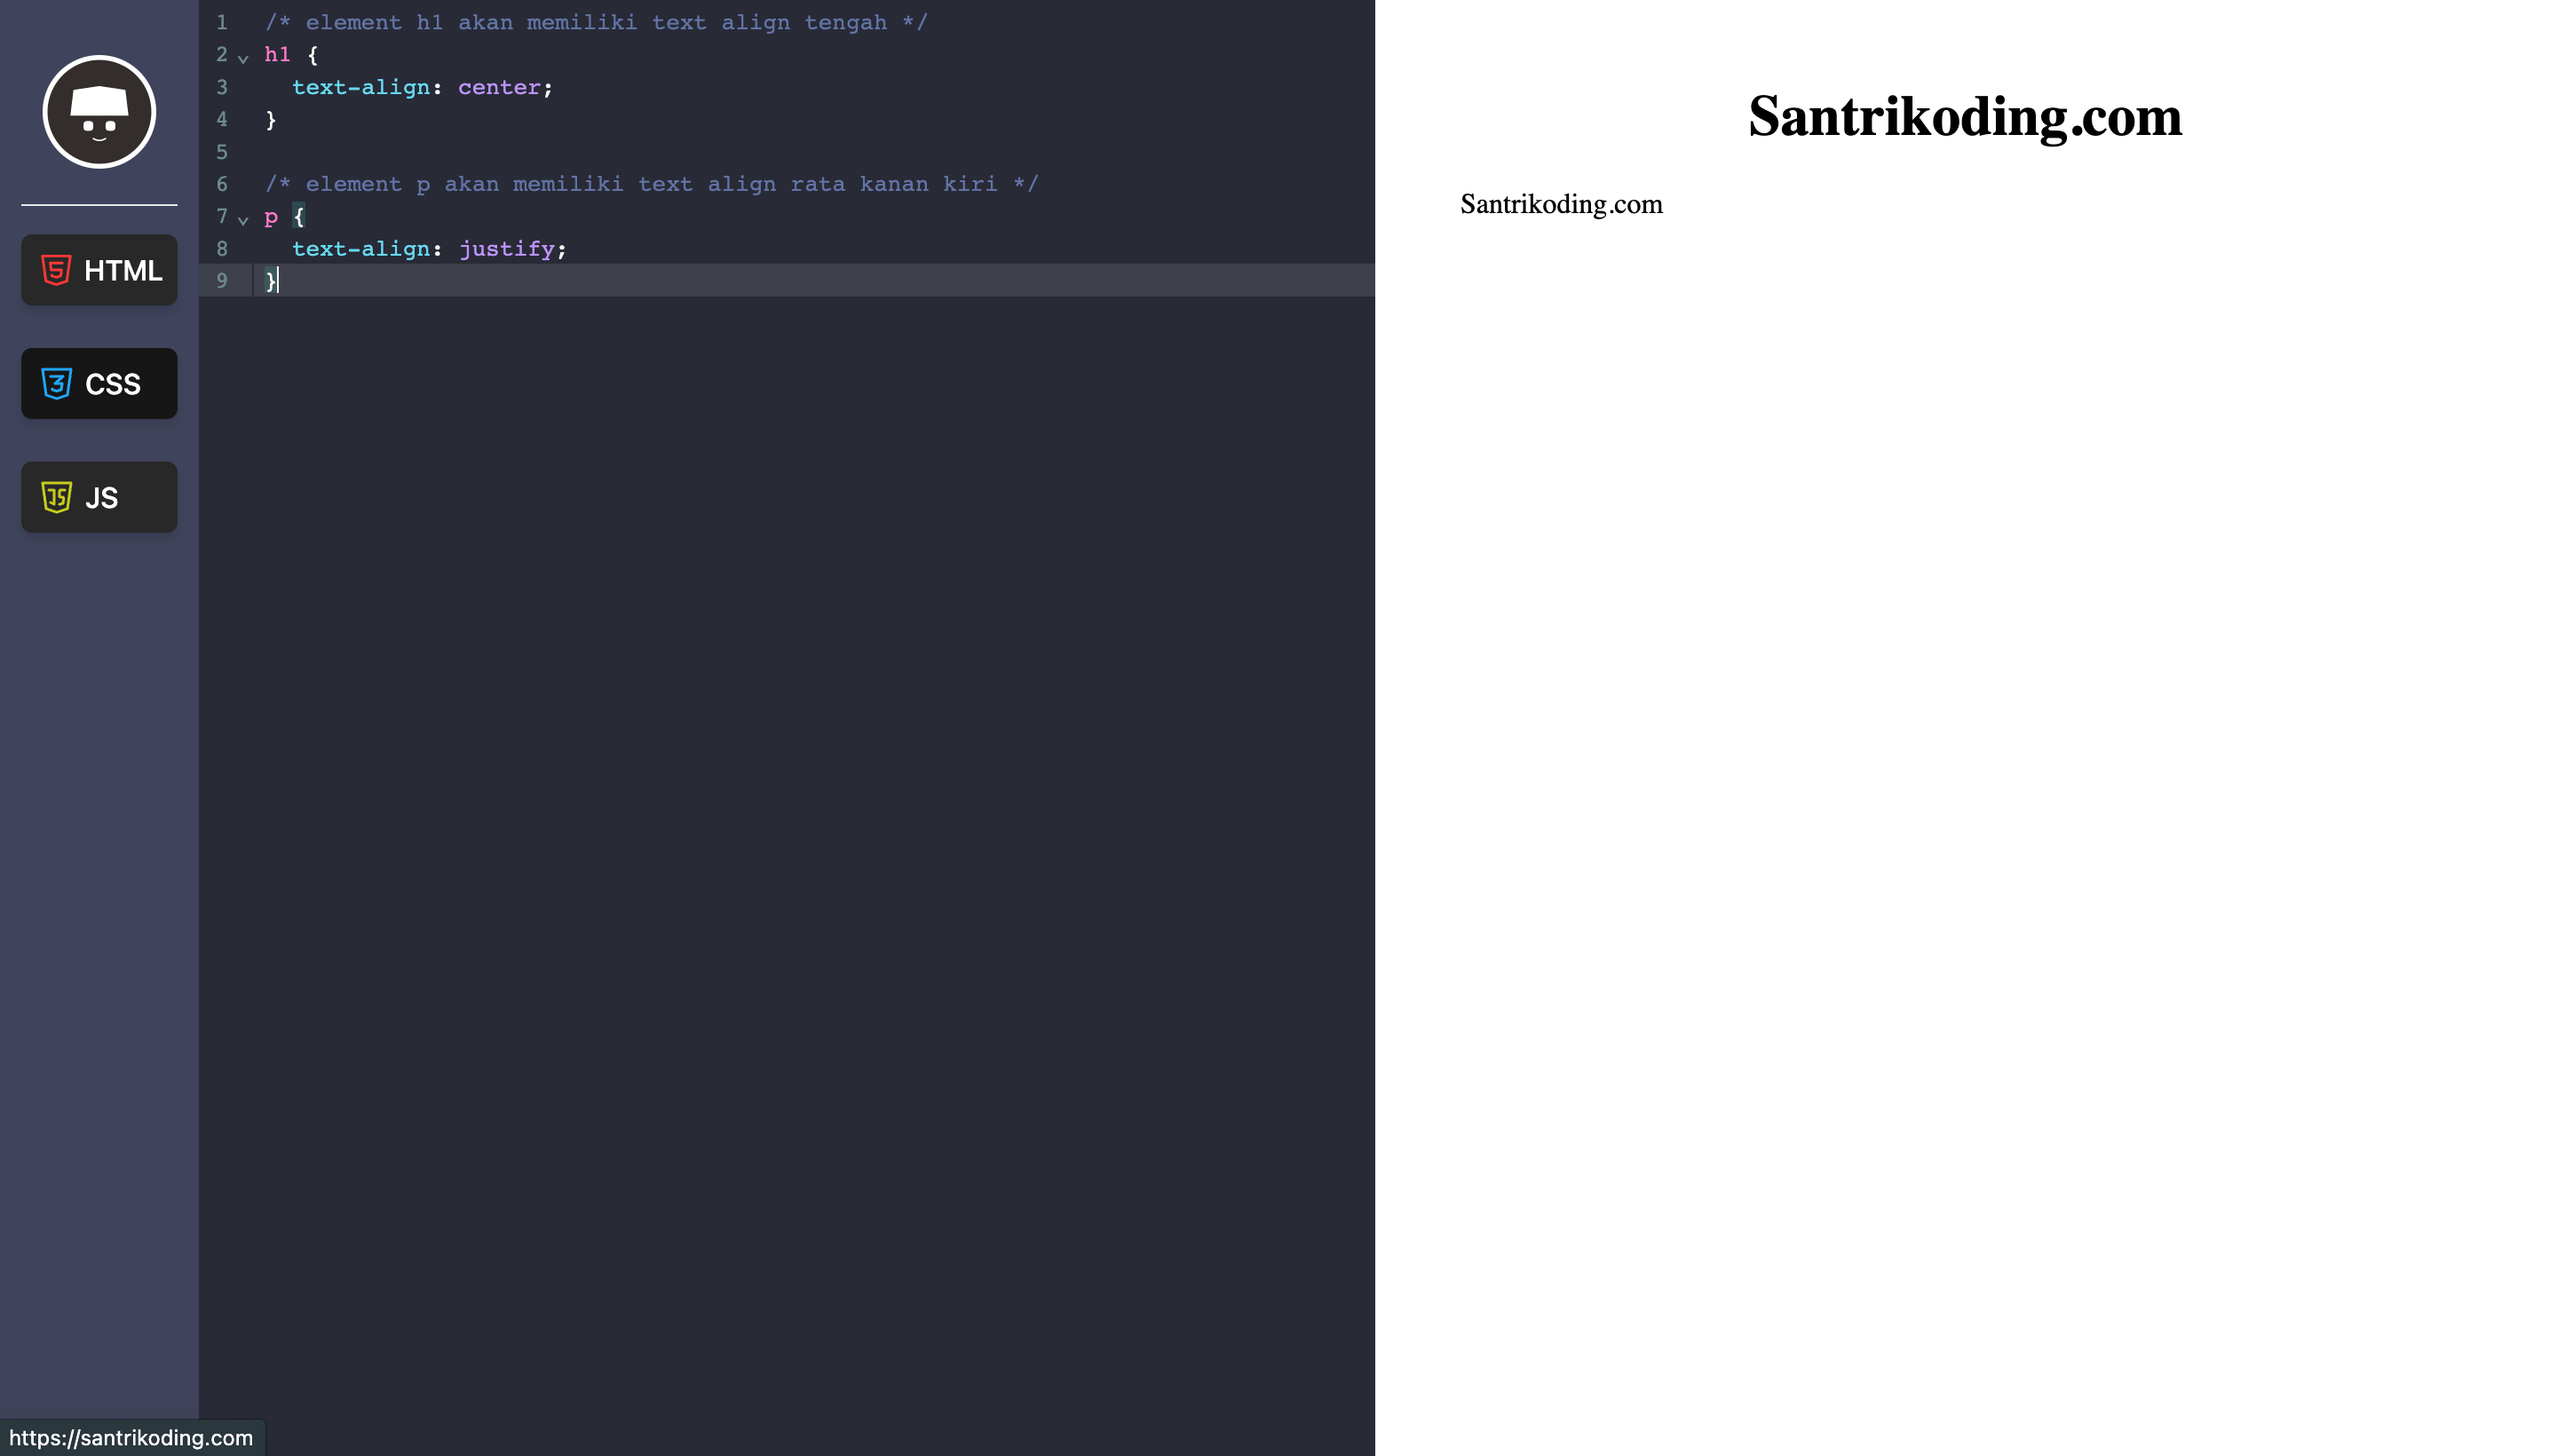 HTML
CSS
JS
1 /* element h1 akan memiliki text align tengah */
2 h1 {
3 text-align: center;
4 }
5
6 /* element p akan memiliki text align rata kanan kiri */
7 p {
8 text-align: justify;
9 }
Santrikoding.com
Santrikoding.com
https://santrikoding.com